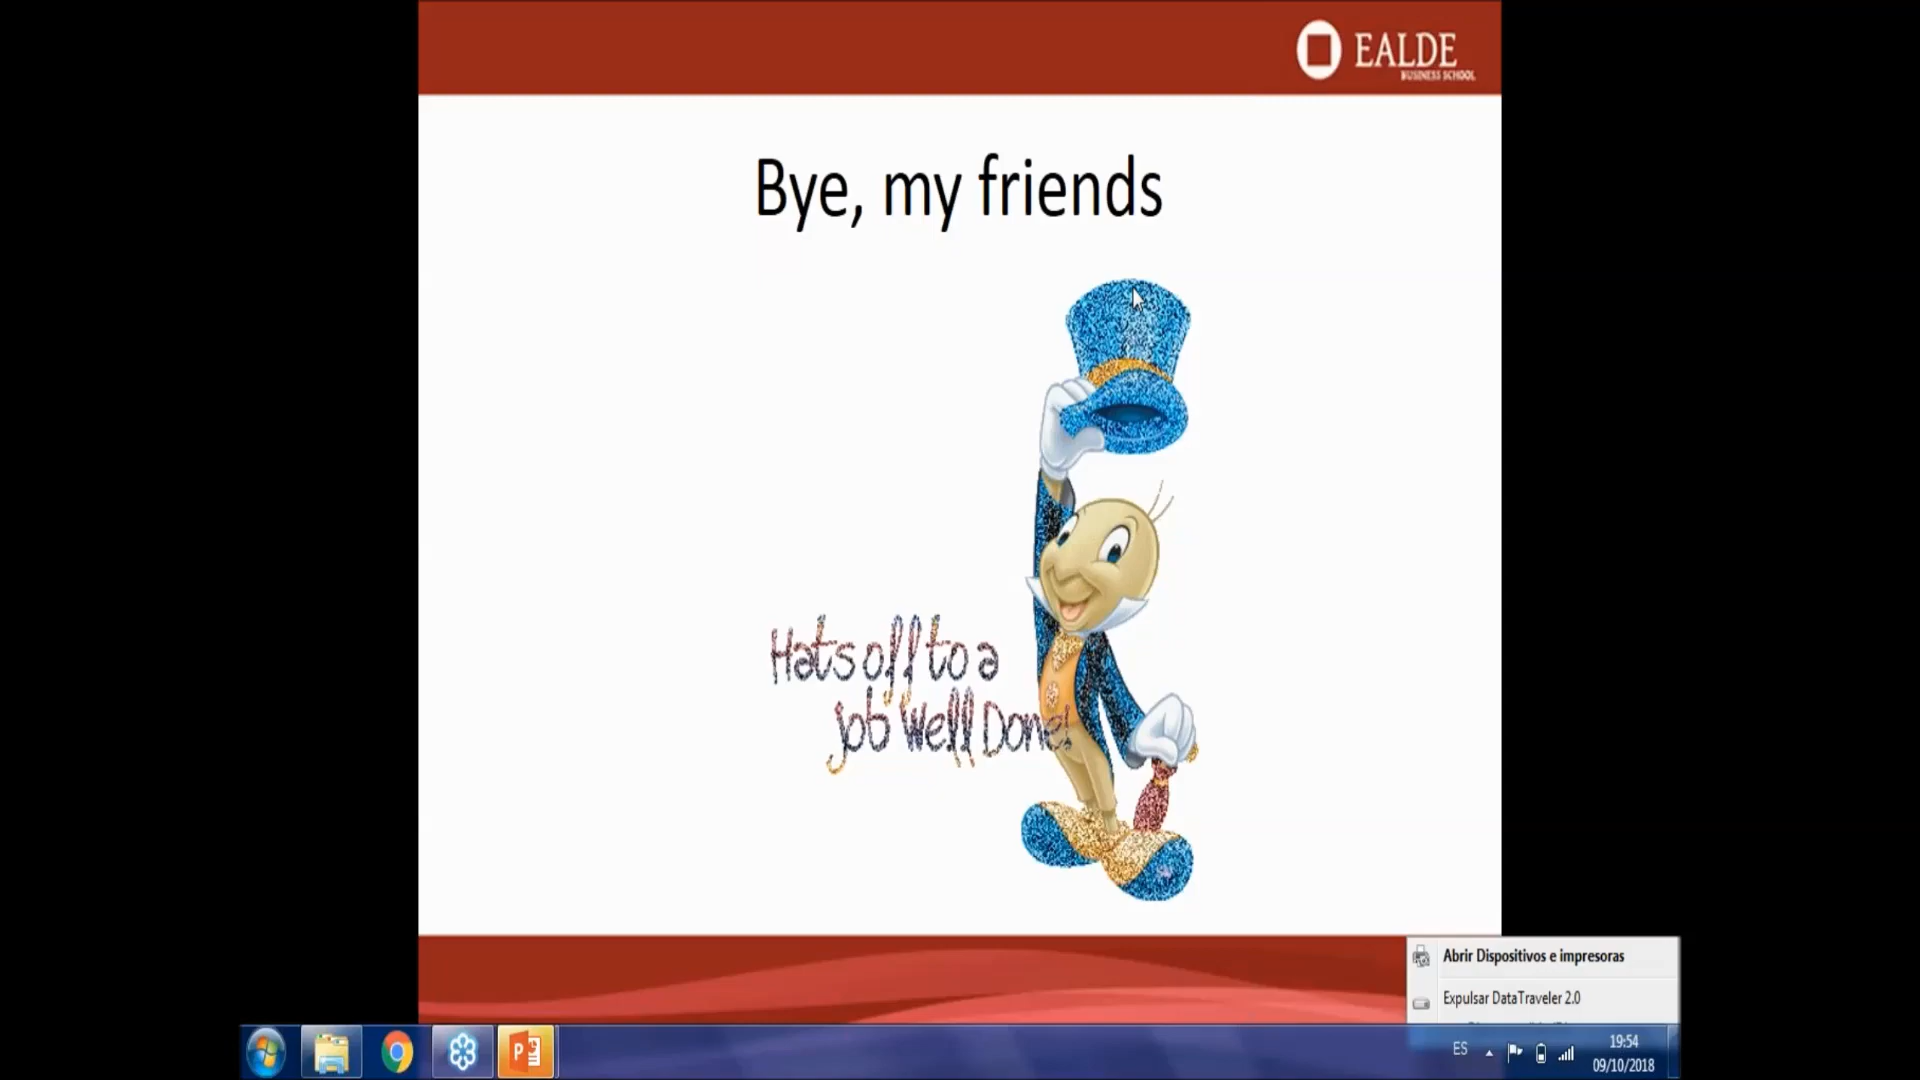 EALDE
BUSINESS SCHOOL
Bye, my friends
Hats off to a
job Well Done!
Abrir Dispositivos e impresoras
Expulsar DataTraveler 2.0
ES
19:54
09/10/2018